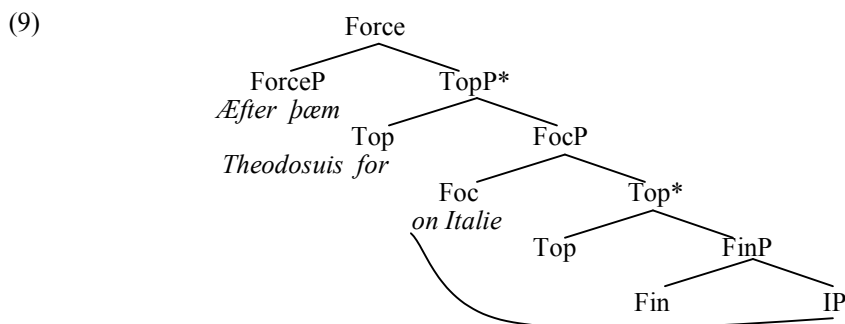 (9)
Force
ForceP TopP*
Æfter þæm
Top FocP
Theodosuis for
Foc Top*
on Italie
Top FinP
Fin IP